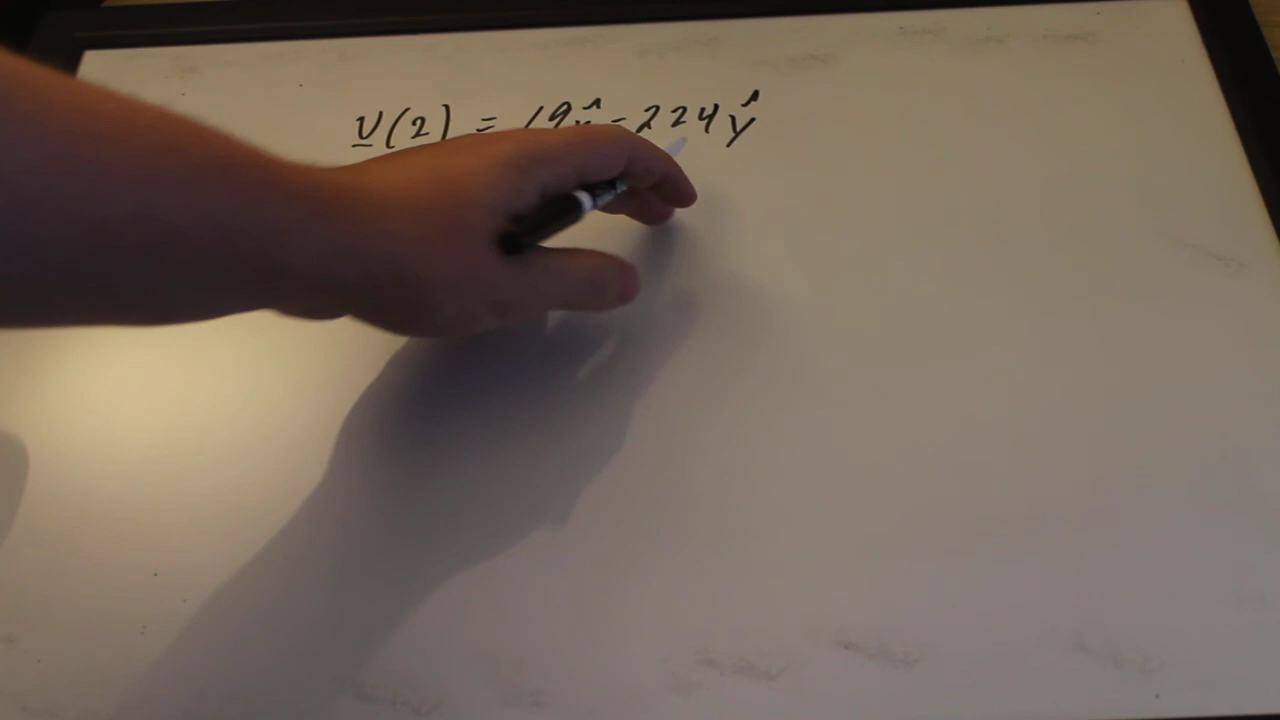 v(2) = 19x̂ - 224ŷ